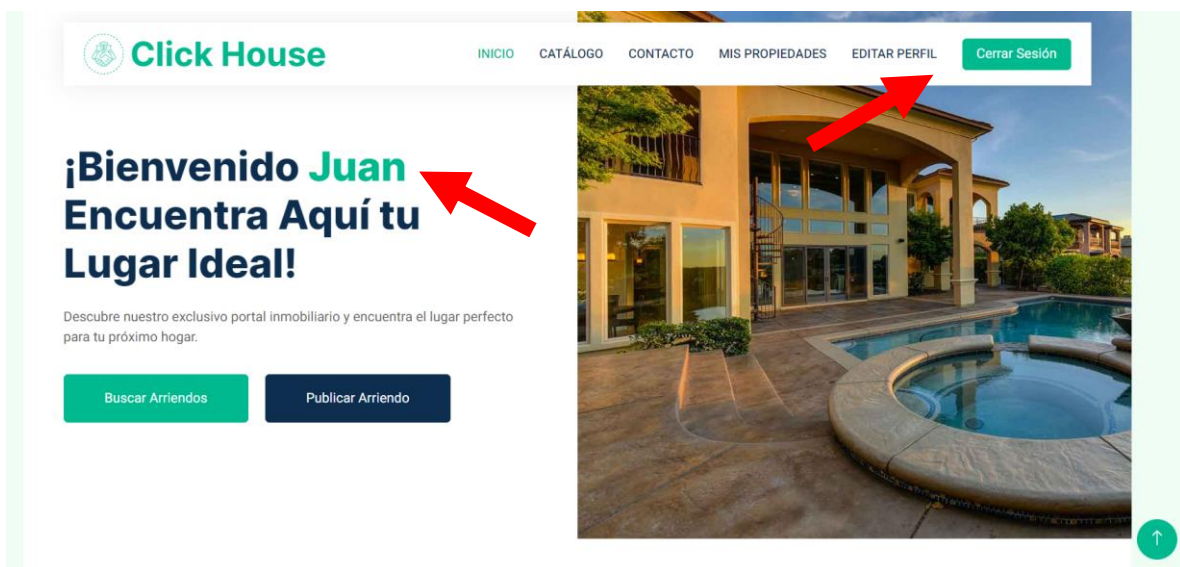 Click House
INICIO CATÁLOGO CONTACTO MIS PROPIEDADES EDITAR PERFIL Cerrar Sesión
¡Bienvenido Juan
Encuentra Aquí tu
Lugar Ideal!
Descubre nuestro exclusivo portal inmobiliario y encuentra el lugar perfecto
para tu próximo hogar.
Buscar Arriendos Publicar Arriendo